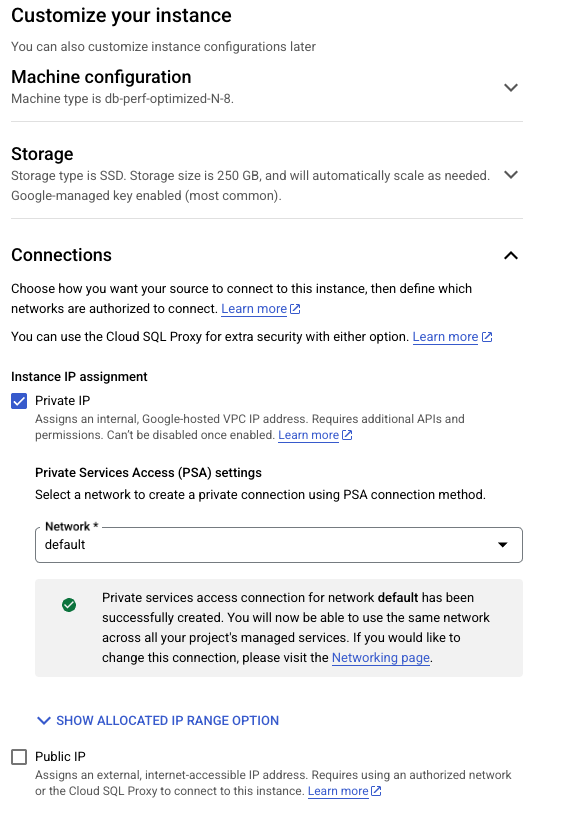 Customize your instance
You can also customize instance configurations later
Machine configuration
Machine type is db-perf-optimized-N-8.
Storage
Storage type is SSD. Storage size is 250 GB, and will automatically scale as needed.
Google-managed key enabled (most common).
Connections
Choose how you want your source to connect to this instance, then define which
networks are authorized to connect. Learn more
You can use the Cloud SQL Proxy for extra security with either option. Learn more
Instance IP assignment
Private IP
Assigns an internal, Google-hosted VPC IP address. Requires additional APIs and
permissions. Can't be disabled once enabled. Learn more
Private Services Access (PSA) settings
Select a network to create a private connection using PSA connection method.
Network *
default
Private services access connection for network default has been
successfully created. You will now be able to use the same network
across all your project's managed services. If you would like to
change this connection, please visit the Networking page.
SHOW ALLOCATED IP RANGE OPTION
Public IP
Assigns an external, internet-accessible IP address. Requires using an authorized network
or the Cloud SQL Proxy to connect to this instance. Learn more